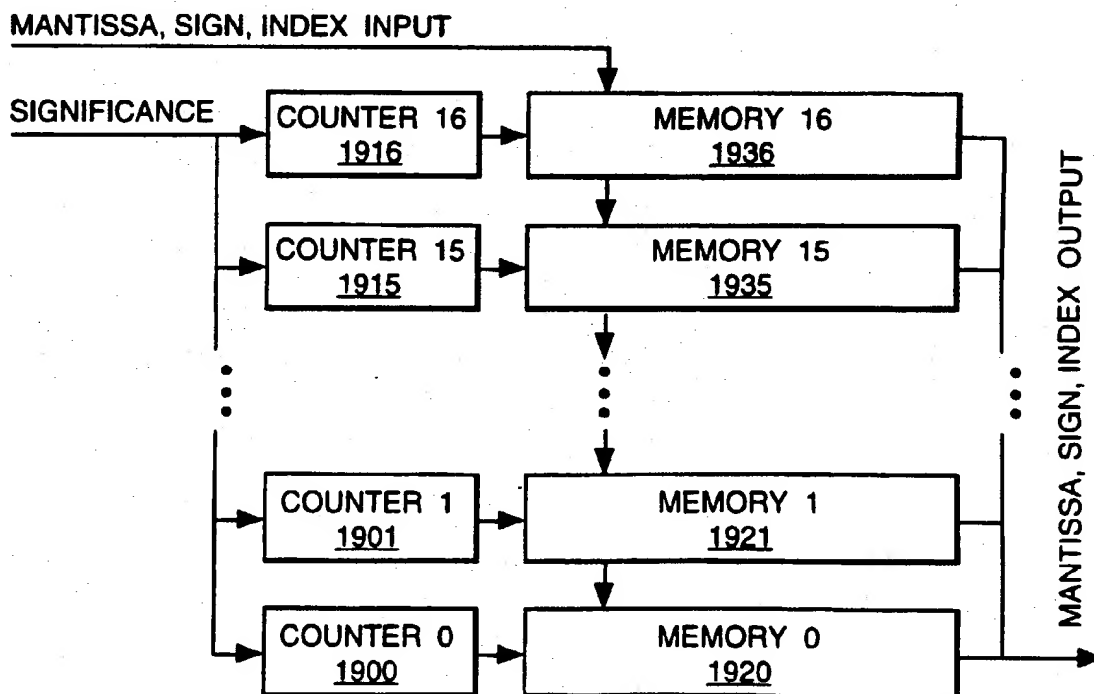 MANTISSA, SIGN, INDEX INPUT
SIGNIFICANCE
COUNTER 16
1916
MEMORY 16
1936
COUNTER 15
1915
MEMORY 15
1935
COUNTER 1
1901
MEMORY 1
1921
COUNTER 0
1900
MEMORY 0
1920
MANTISSA, SIGN, INDEX OUTPUT